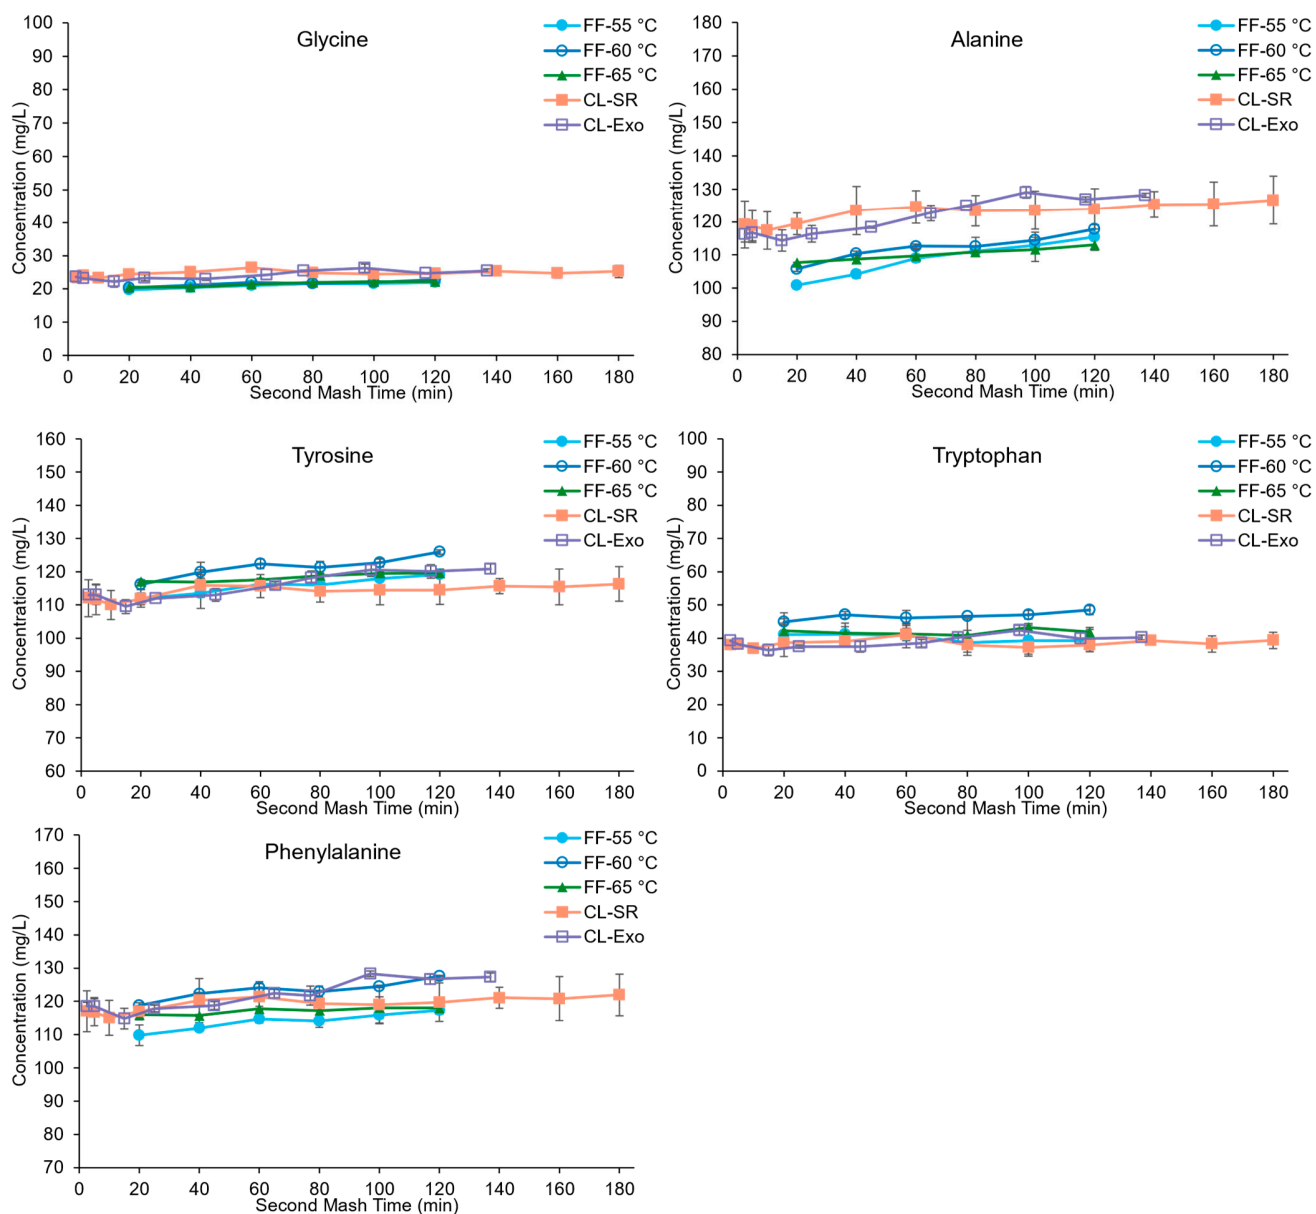 Glycine
Concentration (mg/L)
100
90
80
70
60
50
40
30
20
10
0
0 20 40 60 80 100 120 140 160 180
Second Mash Time (min)
FF-55 °C
FF-60 °C
FF-65 °C
CL-SR
CL-Exo
Alanine
Concentration (mg/L)
180
170
160
150
140
130
120
110
100
90
80
0 20 40 60 80 100 120 140 160 180
Second Mash Time (min)
FF-55 °C
FF-60 °C
FF-65 °C
CL-SR
CL-Exo
Tyrosine
Concentration (mg/L)
160
150
140
130
120
110
100
90
80
70
60
0 20 40 60 80 100 120 140 160 180
Second Mash Time (min)
FF-55 °C
FF-60 °C
FF-65 °C
CL-SR
CL-Exo
Tryptophan
Concentration (mg/L)
100
90
80
70
60
50
40
30
20
10
0
0 20 40 60 80 100 120 140 160 180
Second Mash Time (min)
FF-55 °C
FF-60 °C
FF-65 °C
CL-SR
CL-Exo
Phenylalanine
Concentration (mg/L)
170
160
150
140
130
120
110
100
90
80
70
0 20 40 60 80 100 120 140 160 180
Second Mash Time (min)
FF-55 °C
FF-60 °C
FF-65 °C
CL-SR
CL-Exo